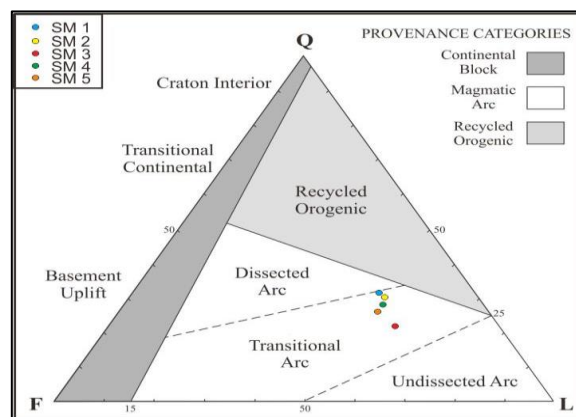 SM 1
SM 2
SM 3
SM 4
SM 5
Q
PROVENANCE CATEGORIES
Continental
Block
Magmatic
Arc
Recycled
Orogenic
Craton Interior
Transitional
Continental
Recycled
Orogenic
50
50
Basement
Uplift
Dissected
Arc
25
Transitional
Arc
Undissected Arc
F
L
15
50